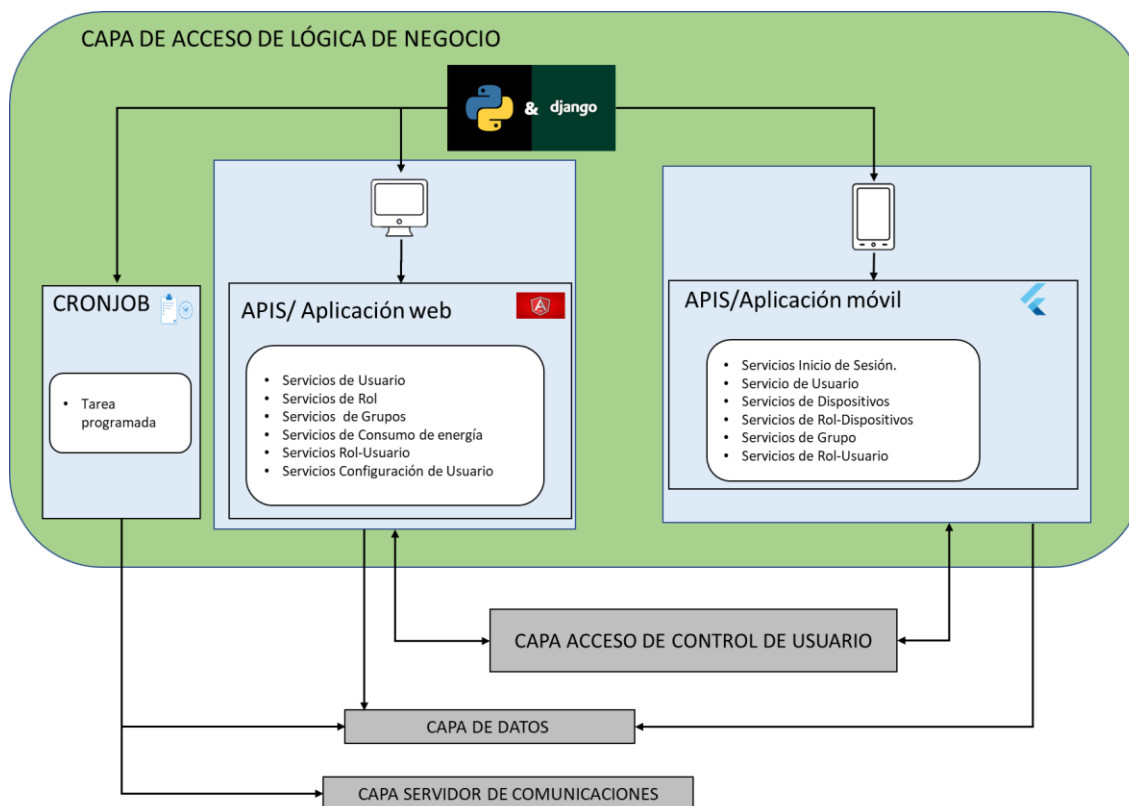 CAPA DE ACCESO DE LÓGICA DE NEGOCIO
& django
CRONJOB
• Tarea
programada
APIS/ Aplicación web
• Servicios de Usuario
• Servicios de Rol
• Servicios de Grupos
• Servicios de Consumo de energía
• Servicios Rol-Usuario
• Servicios Configuración de Usuario
APIS/Aplicación móvil
• Servicios Inicio de Sesión.
• Servicio de Usuario
• Servicios de Dispositivos
• Servicios de Rol-Dispositivos
• Servicios de Grupo
• Servicios de Rol-Usuario
CAPA ACCESO DE CONTROL DE USUARIO
CAPA DE DATOS
CAPA SERVIDOR DE COMUNICACIONES